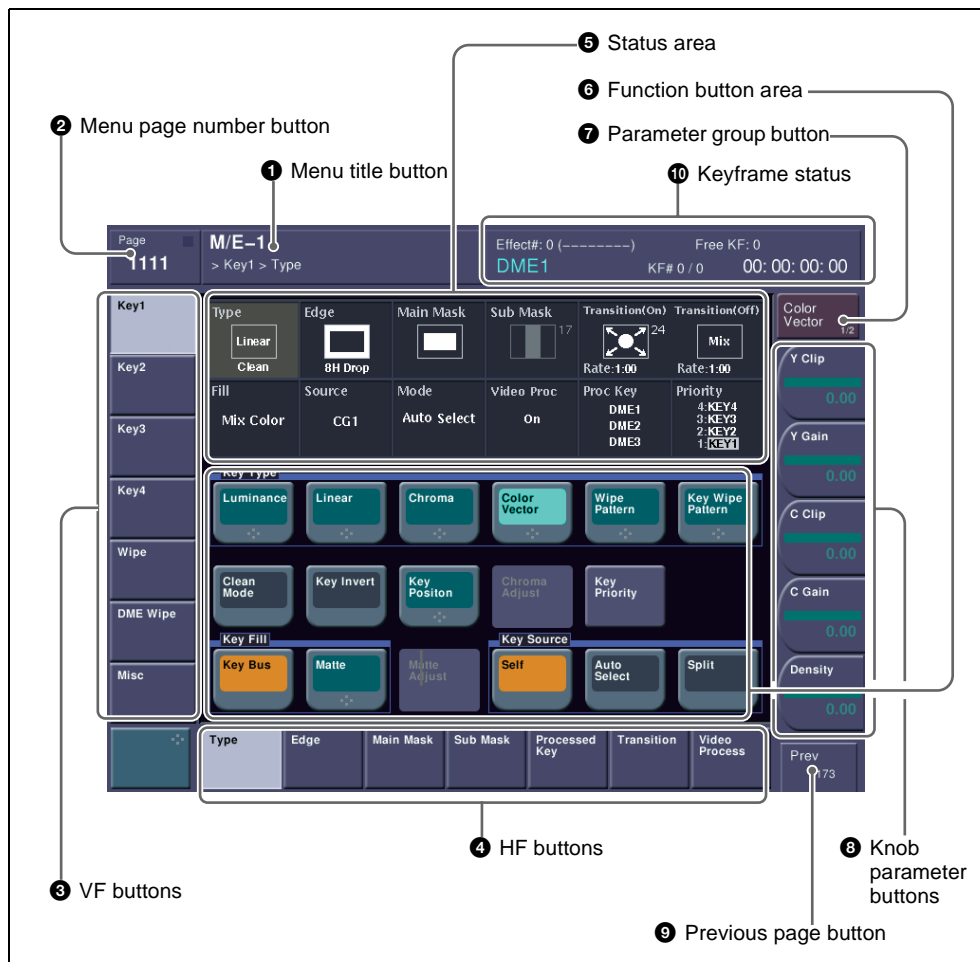 ❺ Status area
❻ Function button area
❷ Menu page number button
❼ Parameter group button
❶ Menu title button
❿ Keyframe status
Page
1111
M/E–1
> Key1 > Type
Effect#: 0 (––––––––) Free KF: 0
DME1 KF# 0 / 0 00: 00: 00: 00
Key1
Key2
Key3
Key4
Wipe
DME Wipe
Misc
Type Edge Main Mask Sub Mask Transition(On) Transition(Off)
Linear 17 24 Mix
Clean 8H Drop Rate:1:00 Rate:1:00
Fill Source Mode Video Proc Proc Key Priority
Mix Color CG1 Auto Select On
DME1
DME2
DME3
4:KEY4
3:KEY3
2:KEY2
1:KEY1
Color
Vector
1/2
Y Clip
0.00
Y Gain
0.00
C Clip
0.00
C Gain
0.00
Density
0.00
Key Type
Luminance Linear Chroma Color Vector Wipe Pattern Key Wipe Pattern
Clean Mode Key Invert Key Positon Chroma Adjust Key Priority
Key Fill Key Source
Key Bus Matte Matte Adjust Self Auto Select Split
Type Edge Main Mask Sub Mask Processed Key Transition Video Process
Prev
173
❹ HF buttons
❽ Knob
parameter
buttons
❸ VF buttons
❾ Previous page button